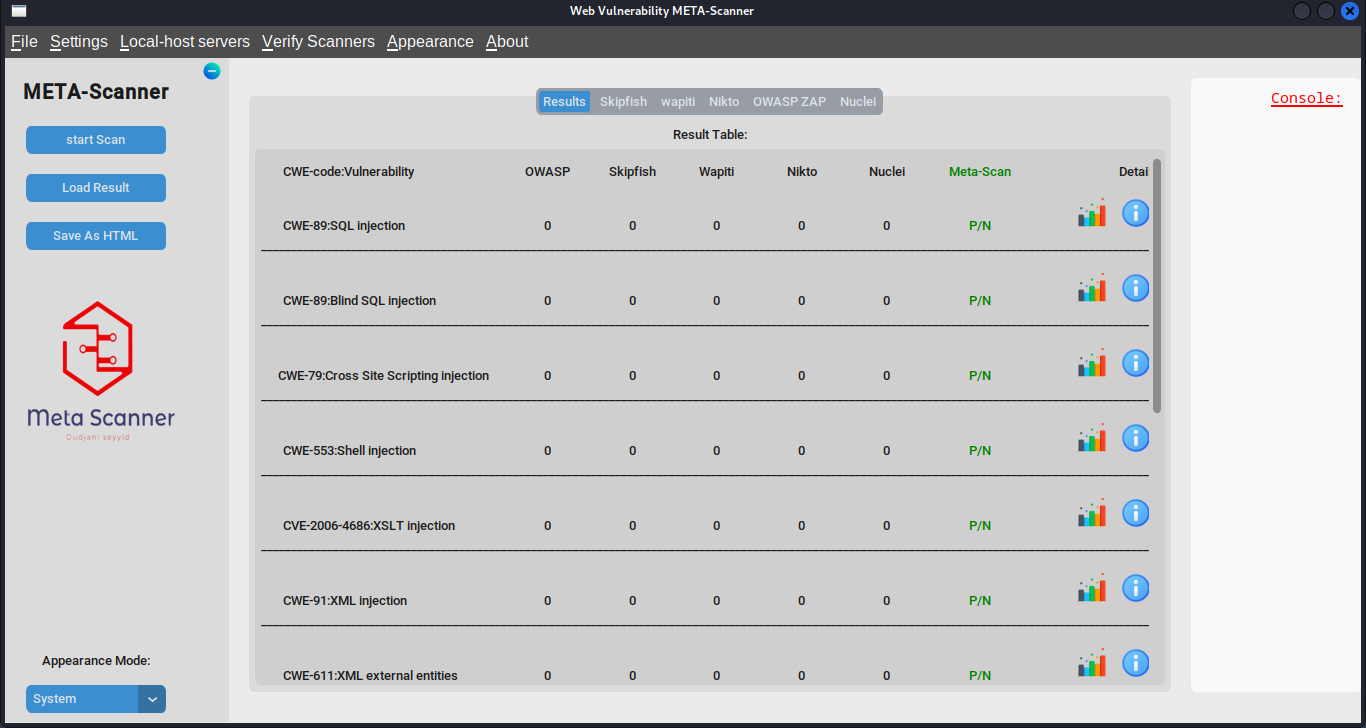 Web Vulnerability META-Scanner
File Settings Local-host servers Verify Scanners Appearance About
META-Scanner
start Scan
Load Result
Save As HTML
Meta Scanner
Oudjani seyyid
Appearance Mode:
System
Results Skipfish wapiti Nikto OWASP ZAP Nuclei
Result Table:
CWE-code:Vulnerability OWASP Skipfish Wapiti Nikto Nuclei Meta-Scan Detai
CWE-89:SQL injection 0 0 0 0 0 P/N
CWE-89:Blind SQL injection 0 0 0 0 0 P/N
CWE-79:Cross Site Scripting injection 0 0 0 0 0 P/N
CWE-553:Shell injection 0 0 0 0 0 P/N
CVE-2006-4686:XSLT injection 0 0 0 0 0 P/N
CWE-91:XML injection 0 0 0 0 0 P/N
CWE-611:XML external entities 0 0 0 0 0 P/N
Console: